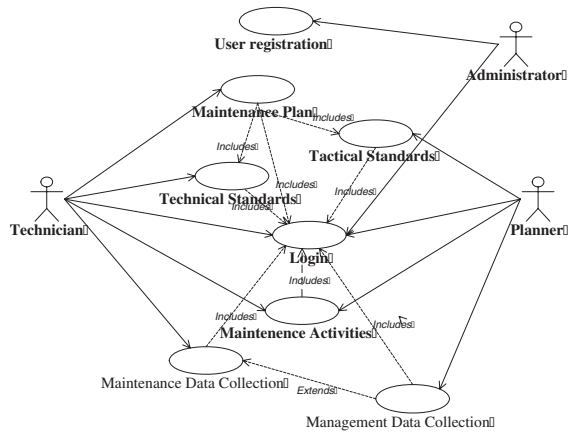 User registration
Administrator
Maintenance Plan
Includes
Includes
Tactical Standards
Includes
Includes
Technical Standards
Includes
Technician
Planner
Login
Includes
Includes
Includes
Maintenence Activities
Maintenance Data Collection
Extends
Management Data Collection